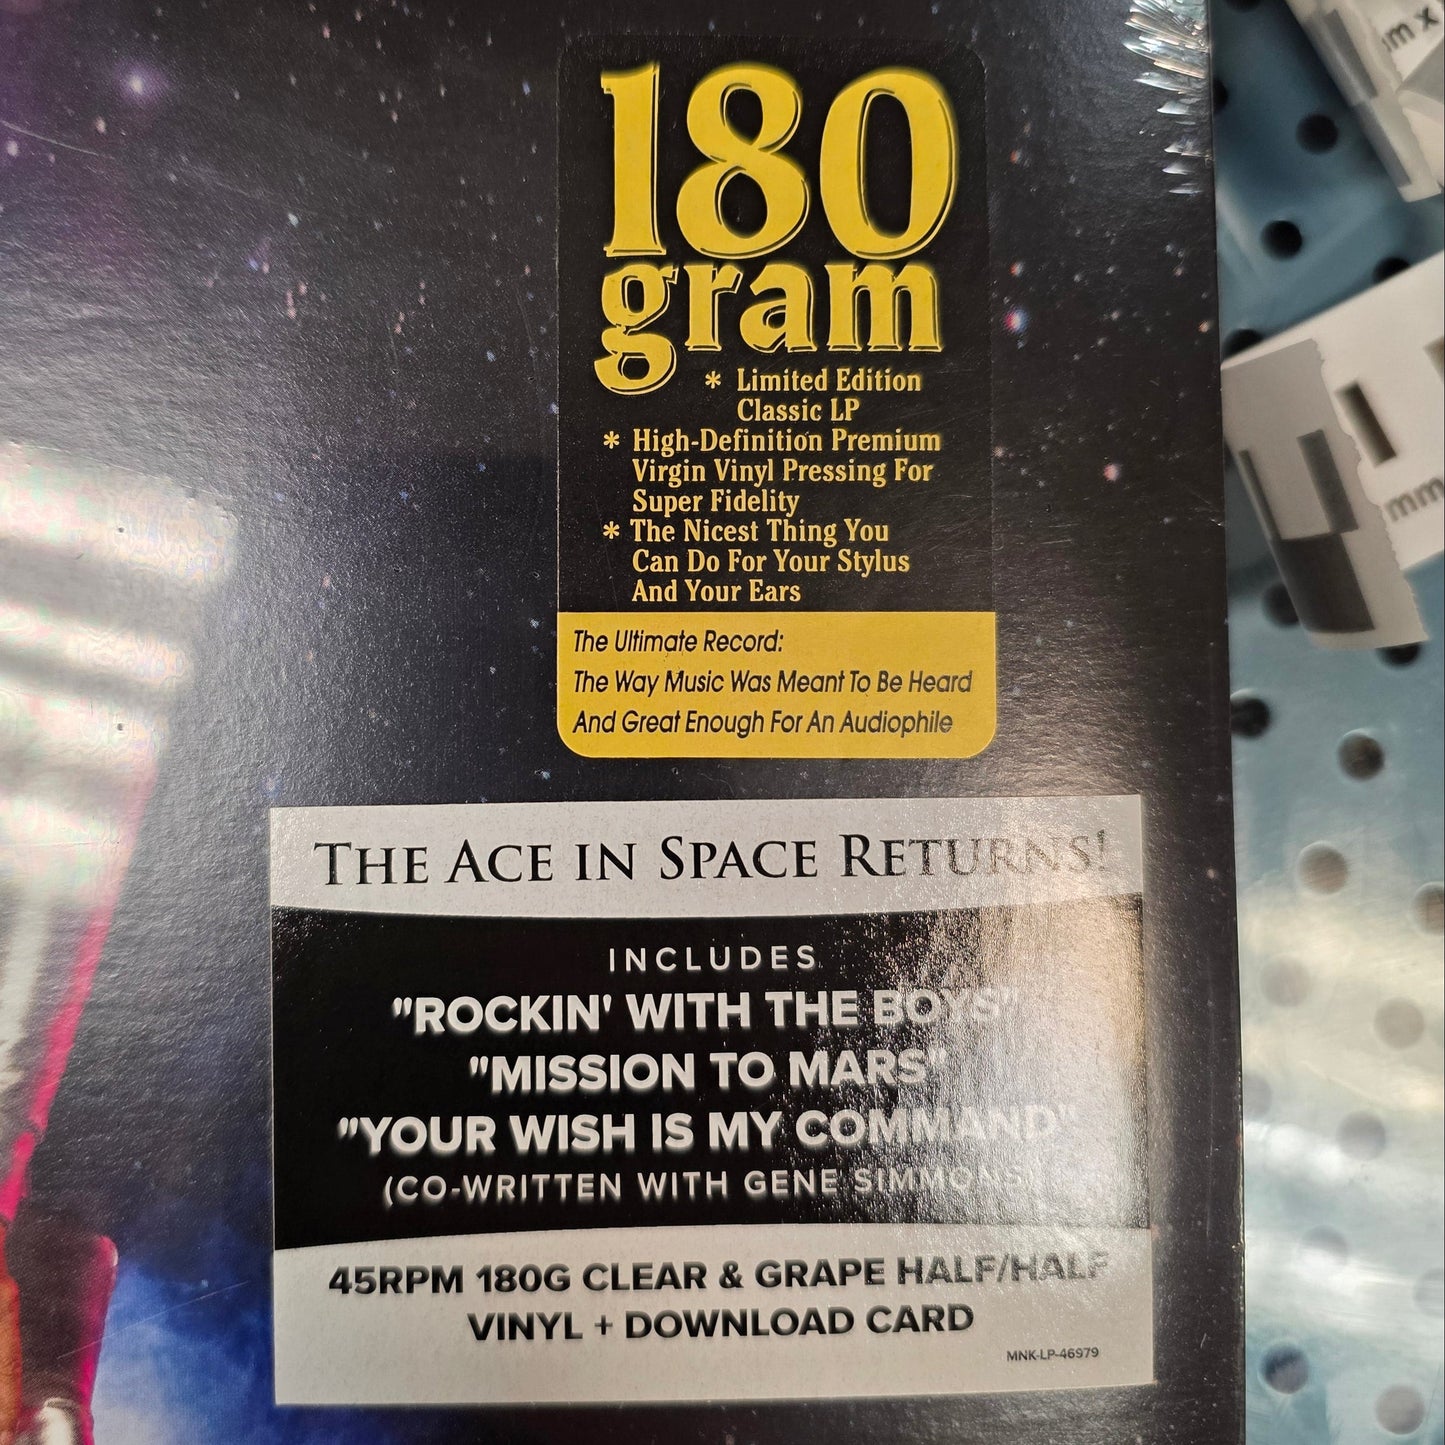 180
gram
* Limited Edition
Classic LP
* High-Definition Premium
Virgin Vinyl Pressing For
Super Fidelity
* The Nicest Thing You
Can Do For Your Stylus
And Your Ears
The Ultimate Record:
The Way Music Was Meant To Be Heard
And Great Enough For An Audiophile
THE ACE IN SPACE RETURNS!
INCLUDES
"ROCKIN' WITH THE BOYS"
"MISSION TO MARS"
"YOUR WISH IS MY COMMAND"
(CO-WRITTEN WITH GENE SIMMONS)
45RPM 180G CLEAR & GRAPE HALF/HALF
VINYL + DOWNLOAD CARD
MNK-LP-46979
mm